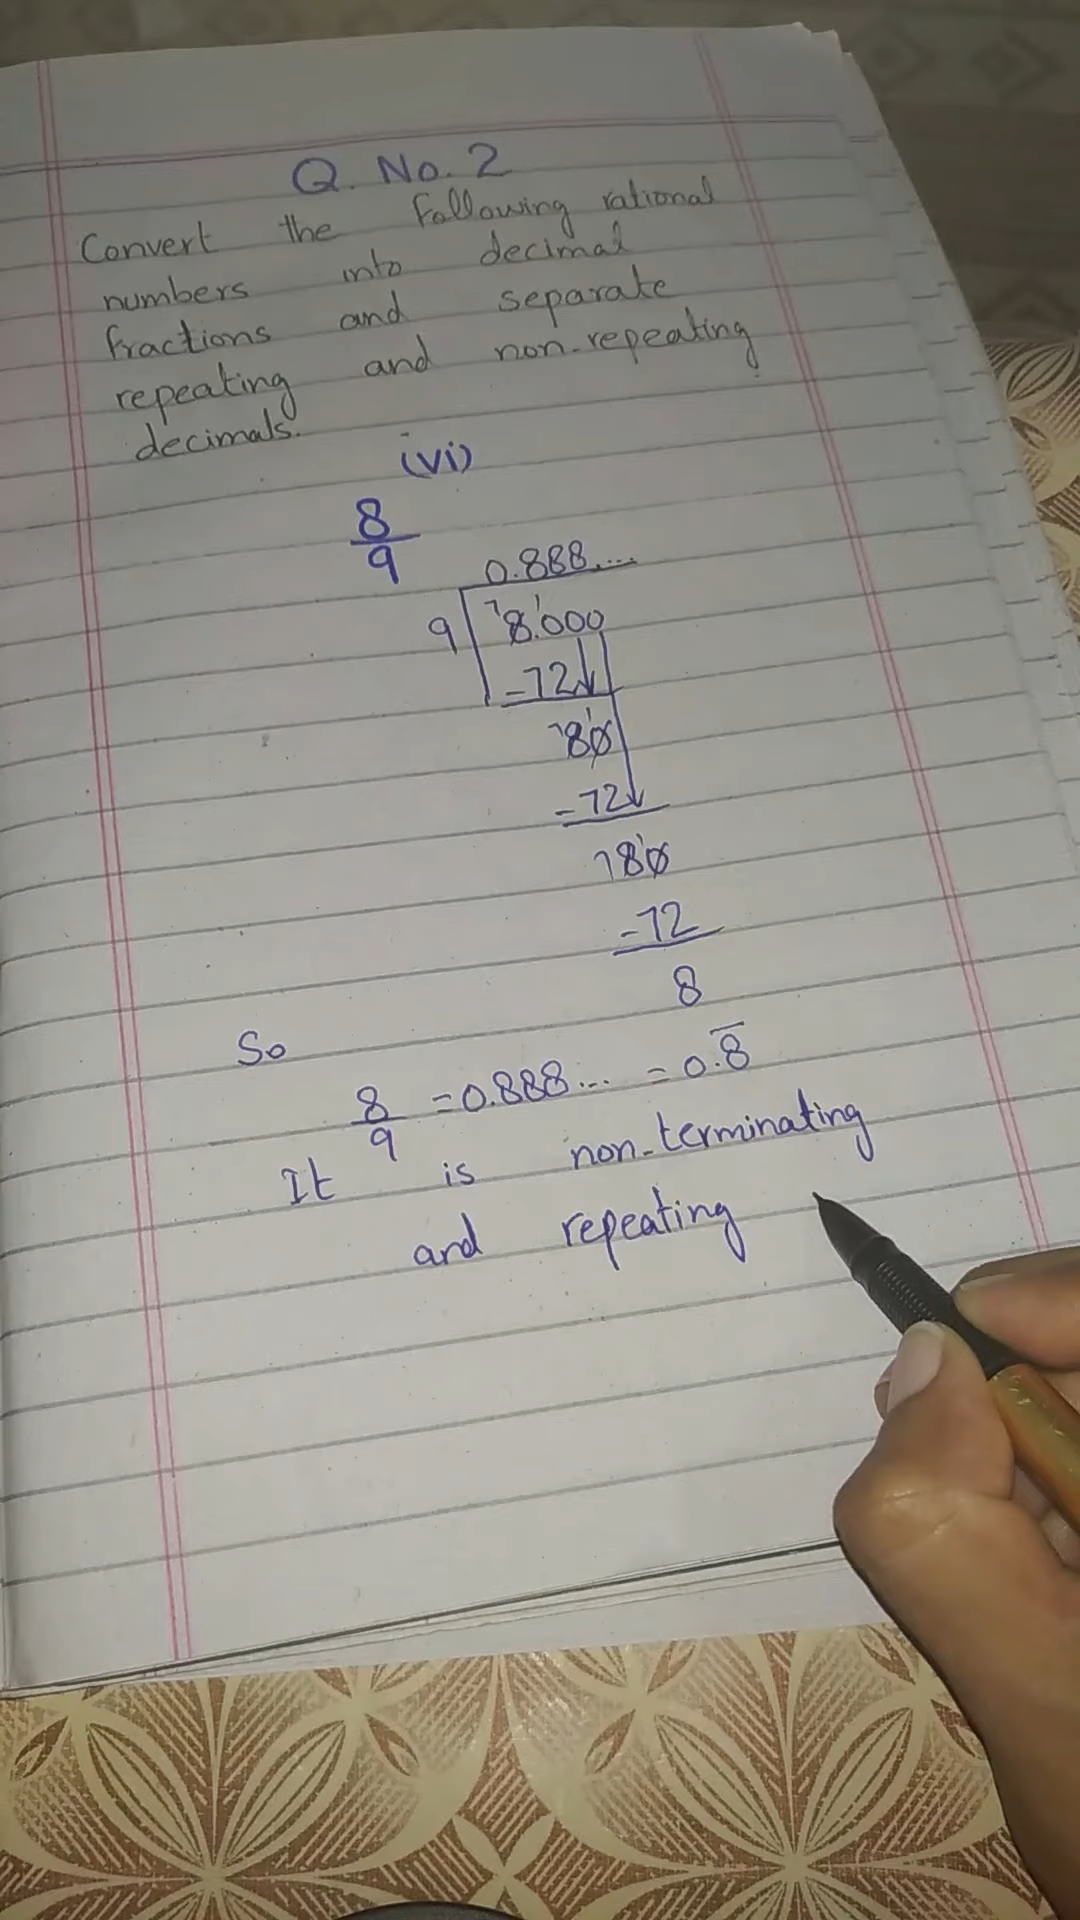 Q. No. 2
Convert the following rational
numbers into decimal
fractions and separate
repeating and non-repeating
decimals.
(vi)
8
9
0.888....
9 8.000
-72
80
-72
80
-72
8
So
8/9 = 0.888... = 0.8̅
It is non-terminating
and repeating